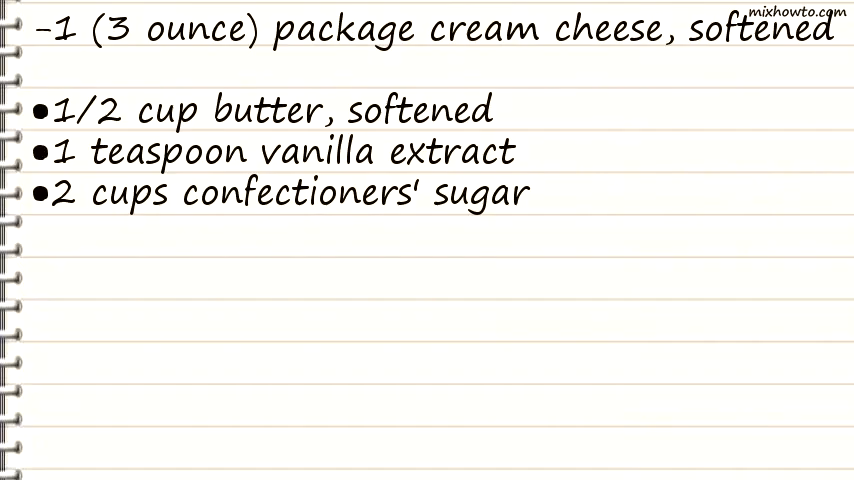 mixhowto.com
-1 (3 ounce) package cream cheese, softened
•1/2 cup butter, softened
•1 teaspoon vanilla extract
•2 cups confectioners' sugar